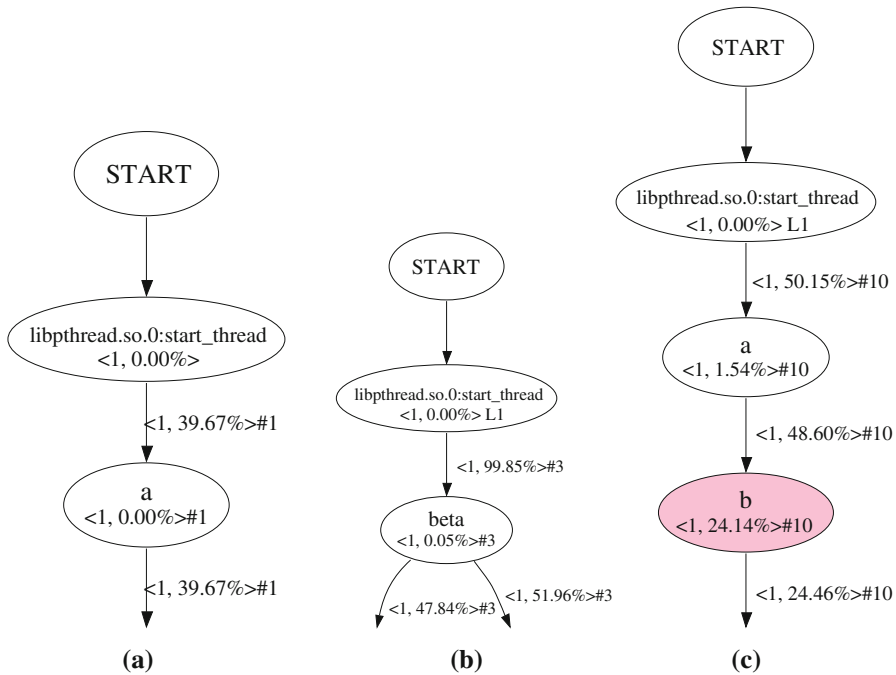 START
libpthread.so.0:start_thread
<1, 0.00%>
<1, 39.67%>#1
a
<1, 0.00%>#1
<1, 39.67%>#1
(a)
START
libpthread.so.0:start_thread
<1, 0.00%> L1
<1, 99.85%>#3
beta
<1, 0.05%>#3
<1, 47.84%>#3
<1, 51.96%>#3
(b)
START
libpthread.so.0:start_thread
<1, 0.00%> L1
<1, 50.15%>#10
a
<1, 1.54%>#10
<1, 48.60%>#10
b
<1, 24.14%>#10
<1, 24.46%>#10
(c)